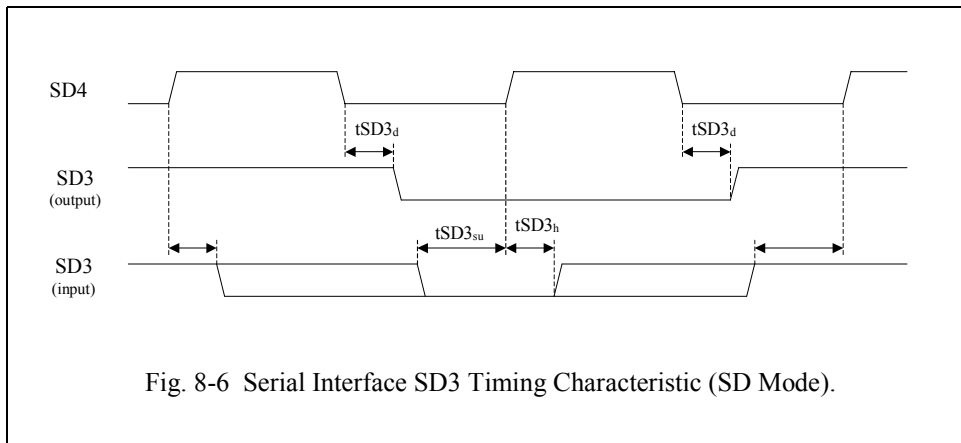 SD4
tSD3d
tSD3d
SD3
(output)
tSD3su
tSD3h
SD3
(input)
Fig. 8-6 Serial Interface SD3 Timing Characteristic (SD Mode).